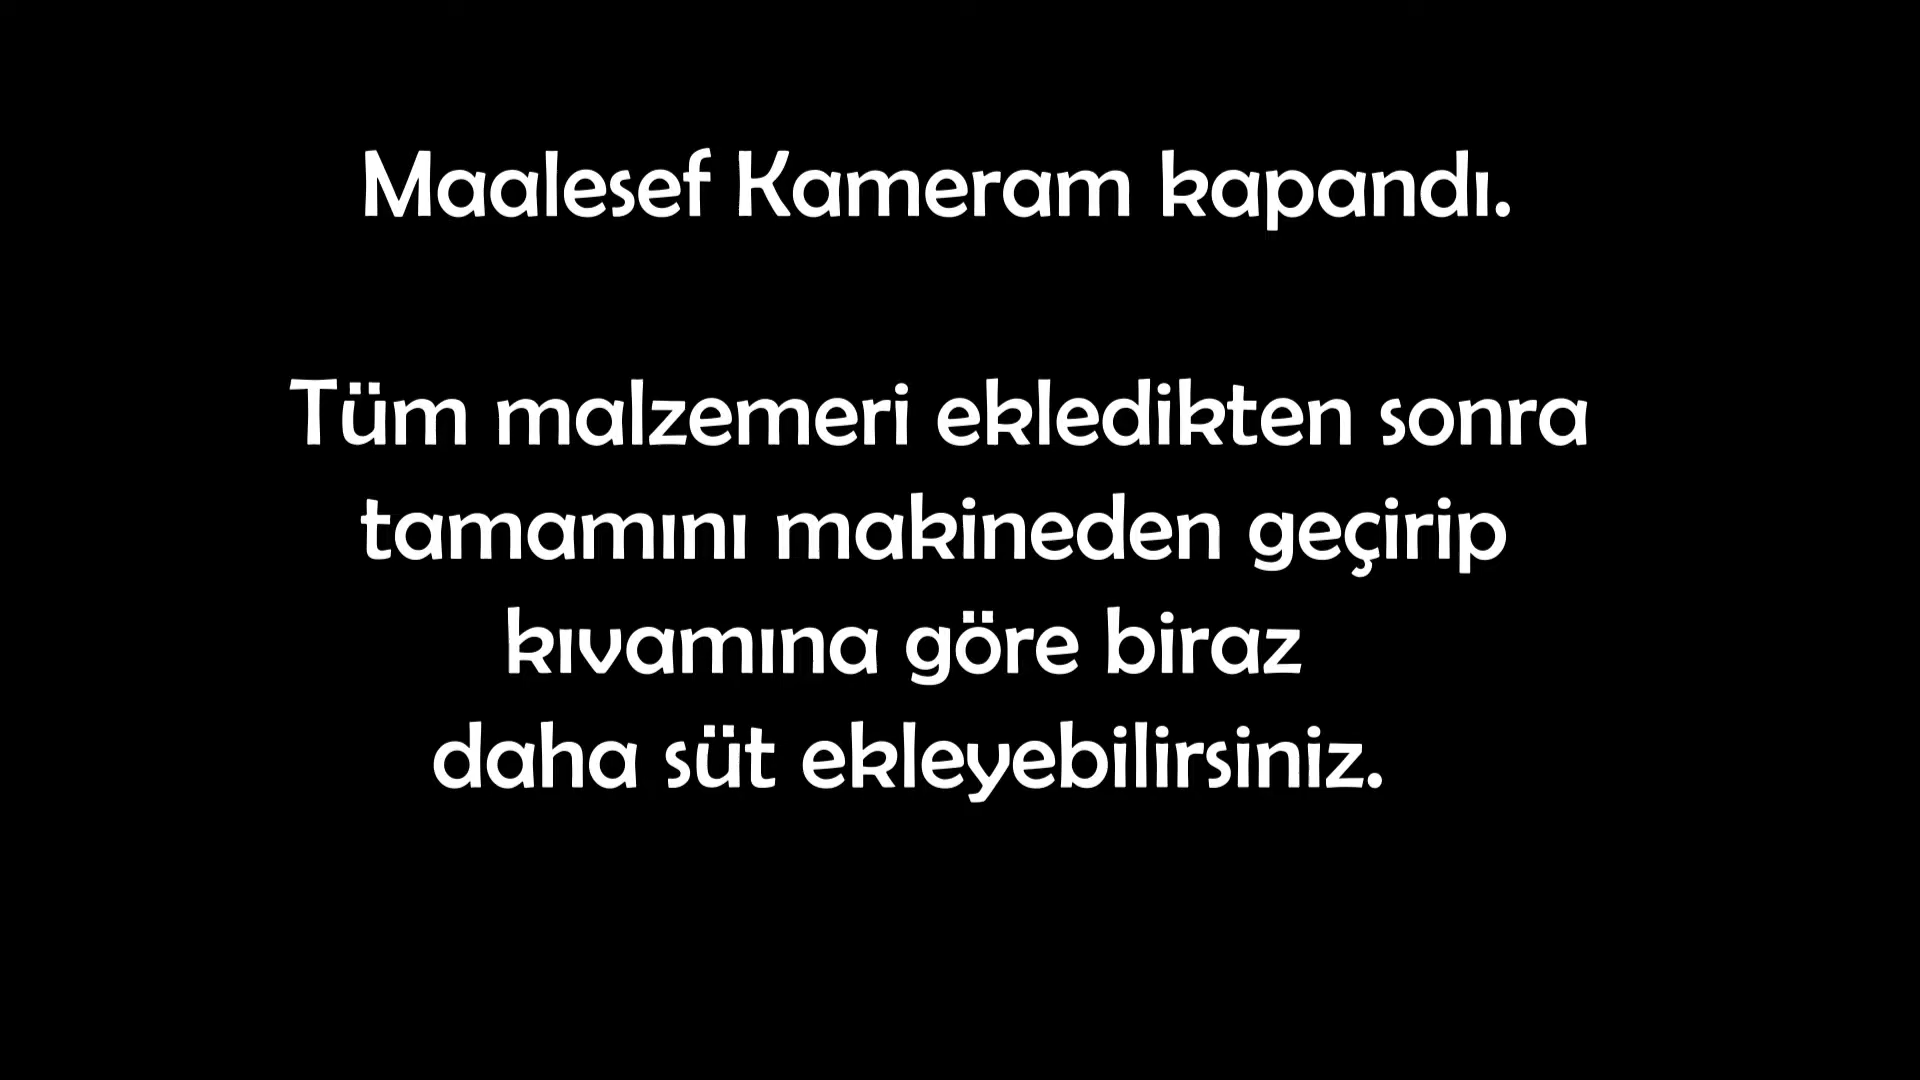 Maalesef Kameram kapandı.
Tüm malzemeri ekledikten sonra
tamamını makineden geçirip
kıvamına göre biraz
daha süt ekleyebilirsiniz.